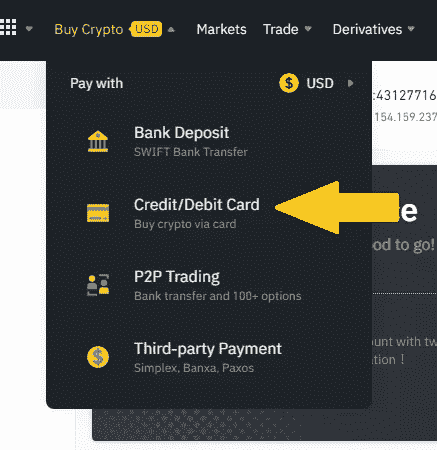 Buy Crypto USD Markets Trade Derivatives
Pay with USD
:43127716
154.159.237
Bank Deposit
SWIFT Bank Transfer
Credit/Debit Card
Buy crypto via card
e
od to go!
P2P Trading
Bank transfer and 100+ options
Third-party Payment
Simplex, Banxa, Paxos
unt with tw
ation !